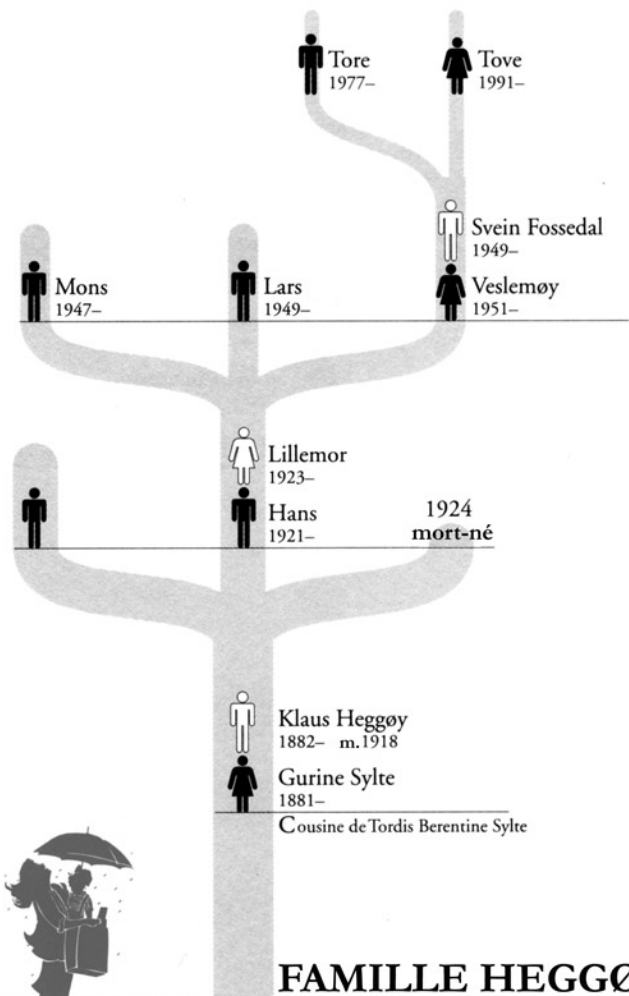 Tore
1977–
Tove
1991–
Svein Fossedal
1949–
Mons
1947–
Lars
1949–
Veslemøy
1951–
Lillemor
1923–
Hans
1921–
1924
mort-né
Klaus Heggøy
1882– m.1918
Gurine Sylte
1881–
Cousine de Tordis Berentine Sylte
FAMILLE HEGGØ